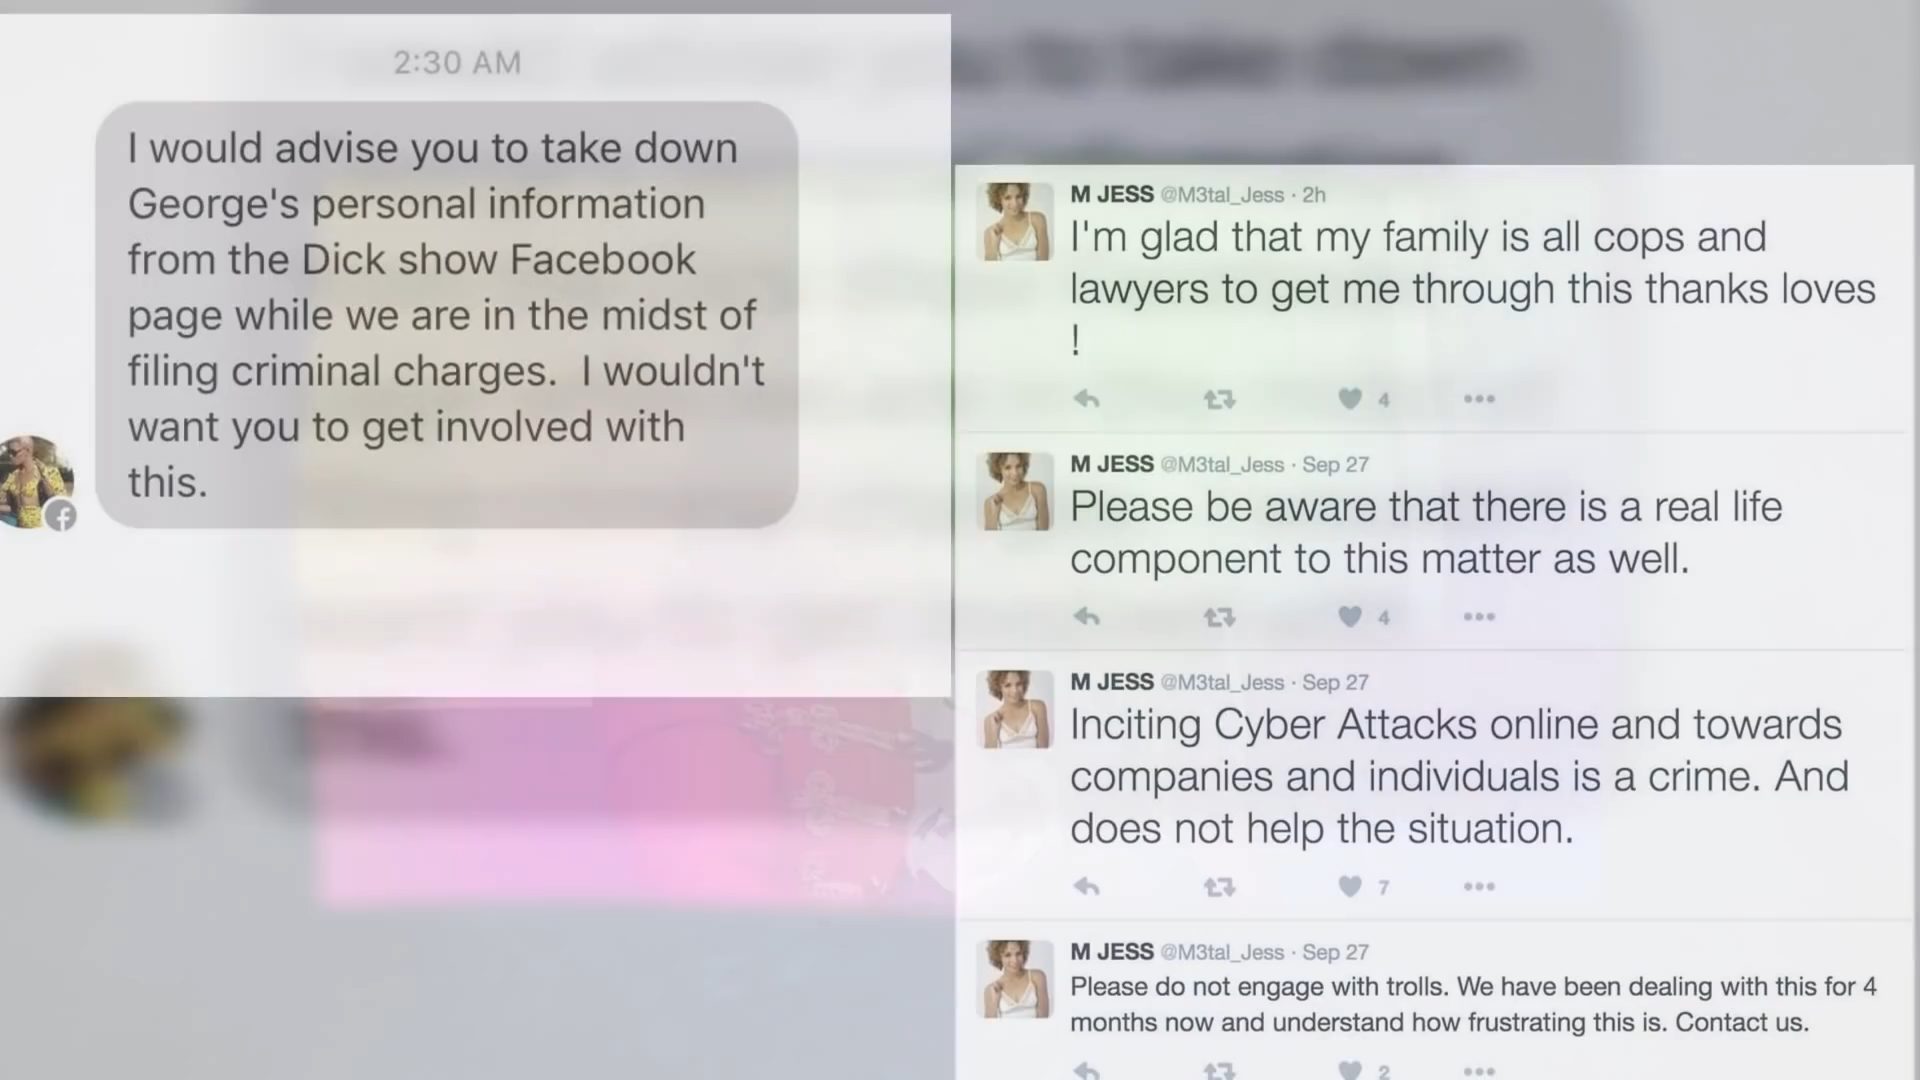 2:30 AM
I would advise you to take down
George's personal information
from the Dick show Facebook
page while we are in the midst of
filing criminal charges.  I wouldn't
want you to get involved with
this.
M JESS @M3tal_Jess · 2h
I'm glad that my family is all cops and
lawyers to get me through this thanks loves
!
4
M JESS @M3tal_Jess · Sep 27
Please be aware that there is a real life
component to this matter as well.
4
M JESS @M3tal_Jess · Sep 27
Inciting Cyber Attacks online and towards
companies and individuals is a crime. And
does not help the situation.
7
M JESS @M3tal_Jess · Sep 27
Please do not engage with trolls. We have been dealing with this for 4
months now and understand how frustrating this is. Contact us.
2